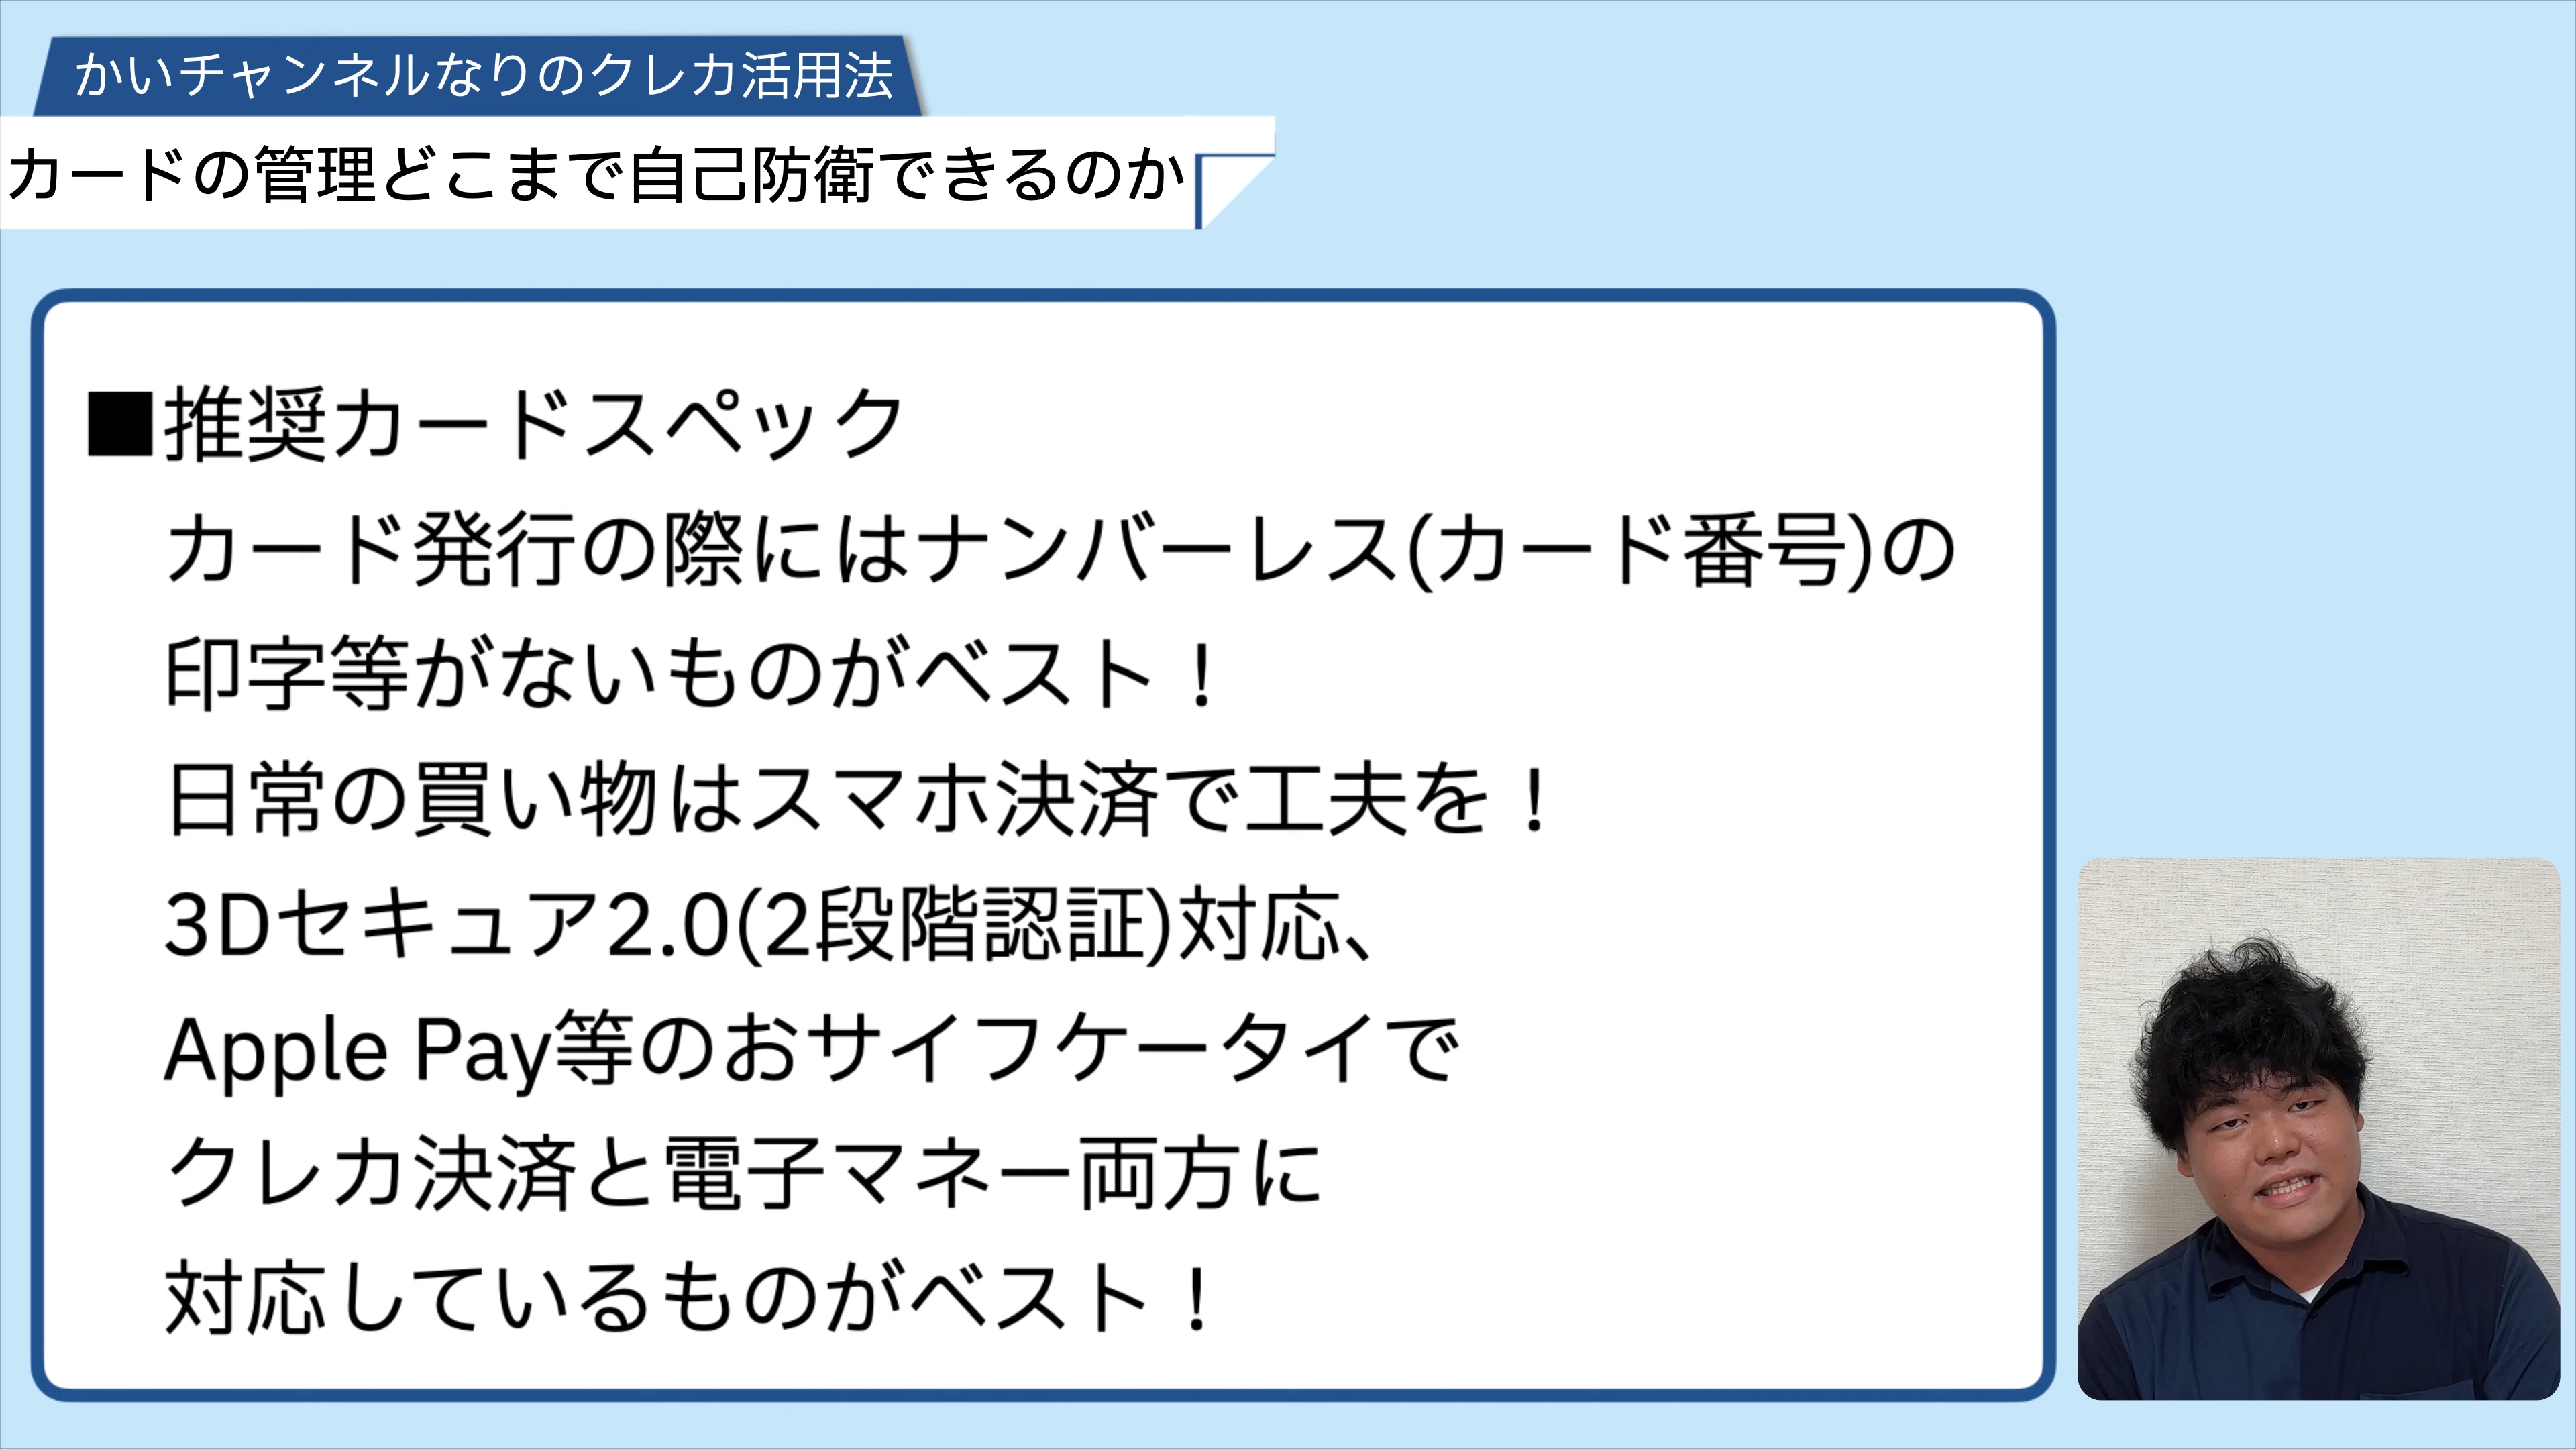 かいチャンネルなりのクレカ活用法
カードの管理どこまで自己防衛できるのか
■推奨カードスペック
カード発行の際にはナンバーレス(カード番号)の
印字等がないものがベスト！
日常の買い物はスマホ決済で工夫を！
3Dセキュア2.0(2段階認証)対応、
Apple Pay等のおサイフケータイで
クレカ決済と電子マネー両方に
対応しているものがベスト！